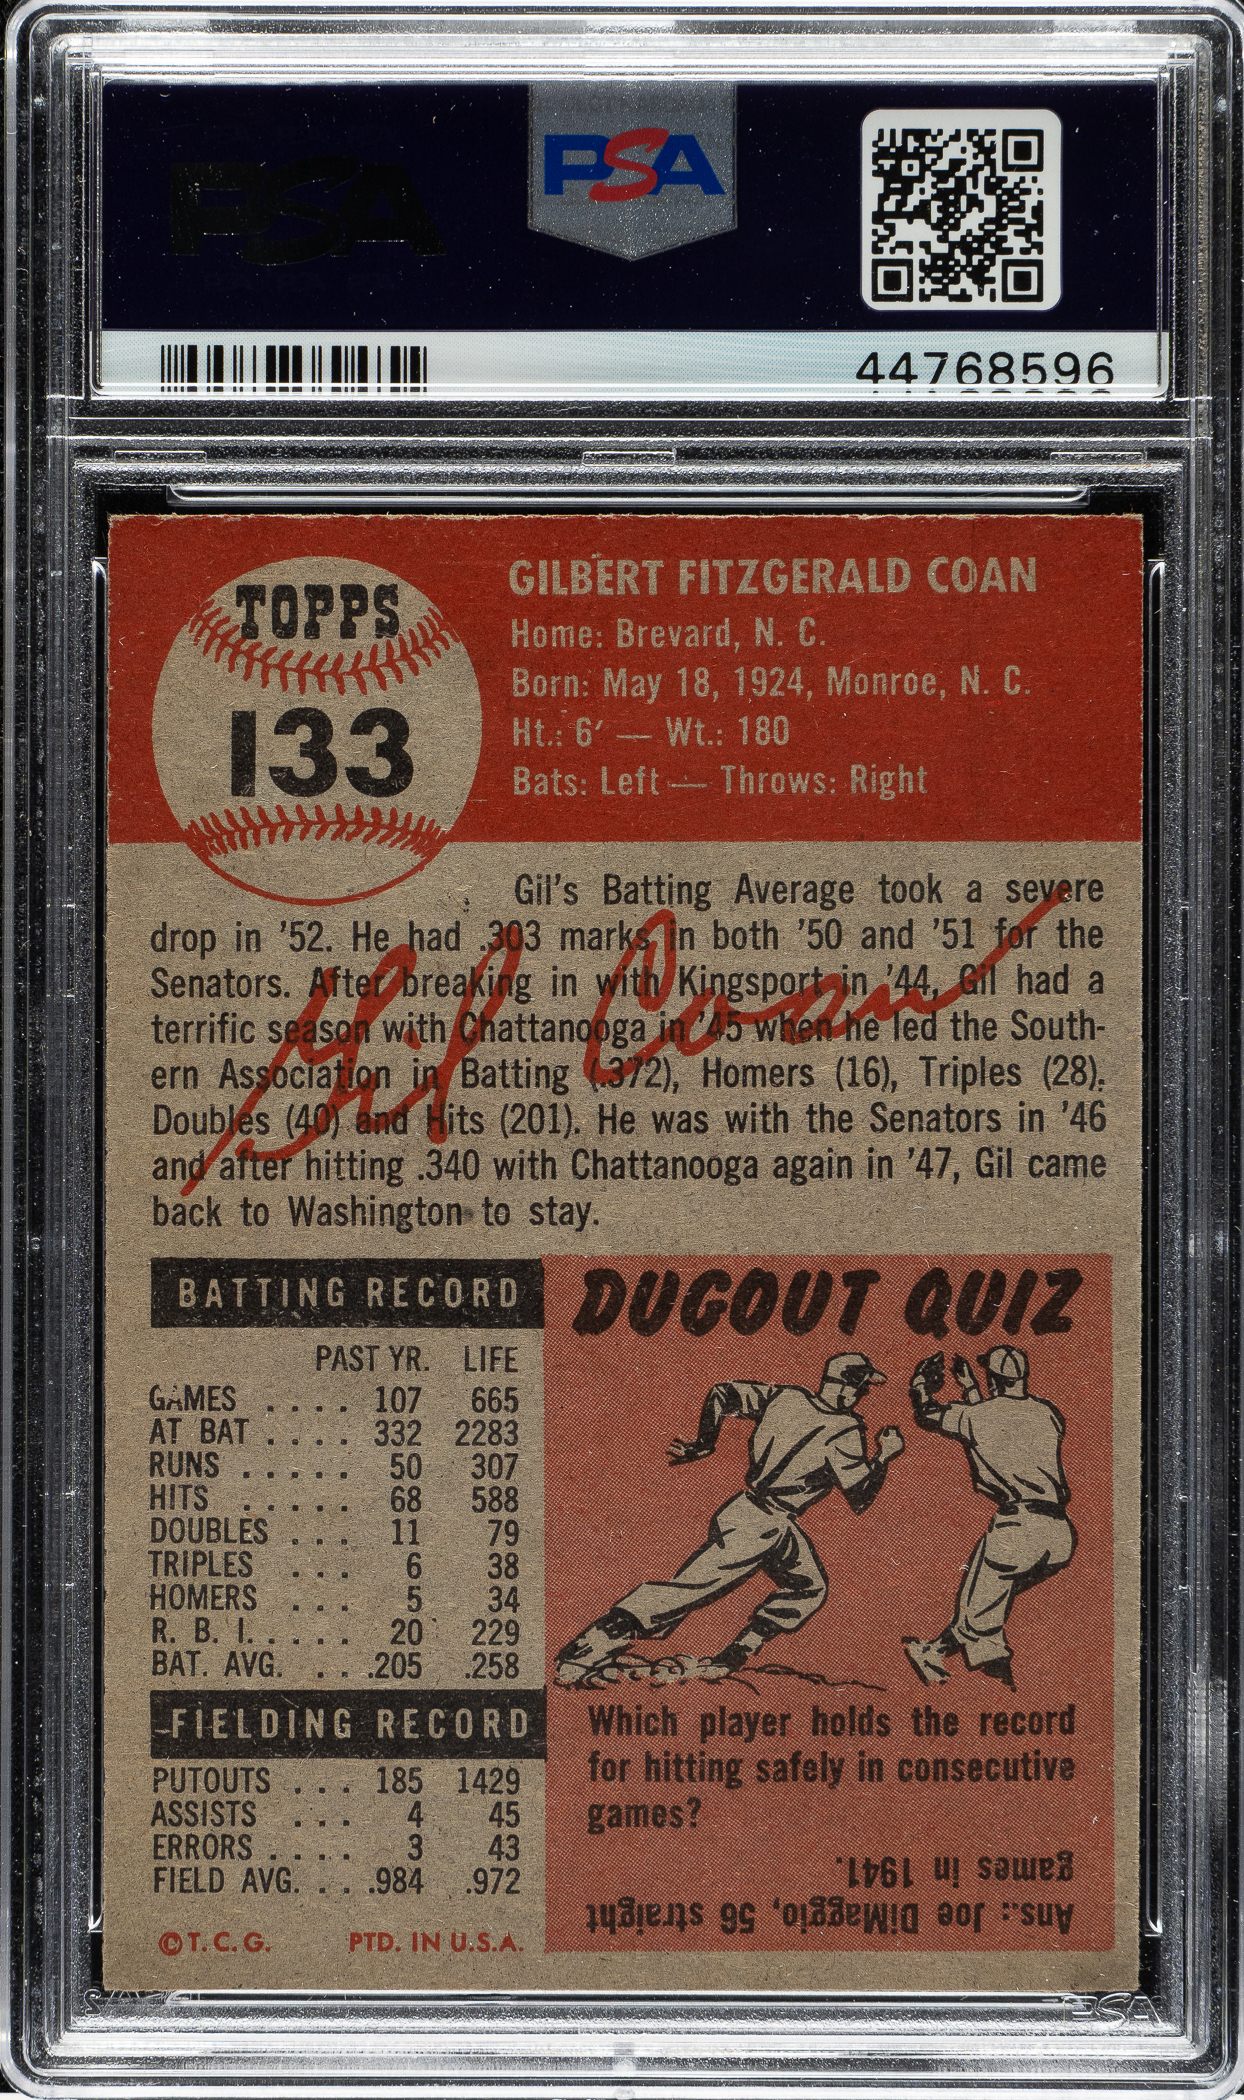 PSA
PSA
44768596
TOPPS
133
GILBERT FITZGERALD COAN
Home: Brevard, N. C.
Born: May 18, 1924, Monroe, N. C.
Ht.: 6′ — Wt.: 180
Bats: Left — Throws: Right
Gil's Batting Average took a severe
drop in '52. He had .303 marks in both '50 and '51 for the
Senators. After breaking in with Kingsport in '44, Gil had a
terrific season with Chattanooga in '45 when he led the South-
ern Association in Batting (.372), Homers (16), Triples (28).
Doubles (40) and Hits (201). He was with the Senators in '46
and after hitting .340 with Chattanooga again in '47, Gil came
back to Washington to stay.
Gil Coan
BATTING RECORD
PAST YR. LIFE
GAMES .... 107 665
AT BAT .... 332 2283
RUNS ..... 50 307
HITS ..... 68 588
DOUBLES ... 11 79
TRIPLES ... 6 38
HOMERS ... 5 34
R. B. I. .... 20 229
BAT. AVG. ... .205 .258
FIELDING RECORD
PUTOUTS ... 185 1429
ASSISTS ... 4 45
ERRORS .... 3 43
FIELD AVG. ... .984 .972
© T. C. G. PTD. IN U.S.A.
DUGOUT QUIZ
Which player holds the record
for hitting safely in consecutive
games?
Ans.: Joe DiMaggio, 56 straight
games in 1941.
PSA